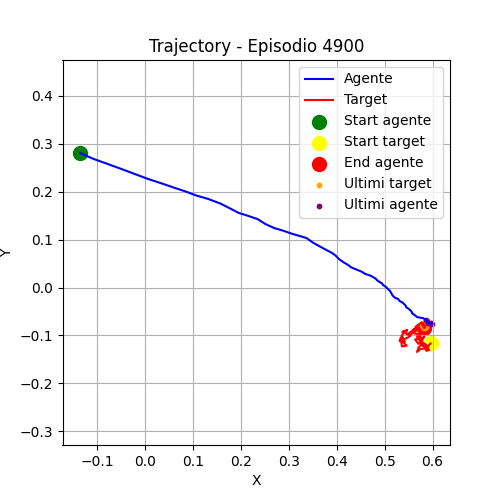 Trajectory - Episodio 4900
Agente
Target
Start agente
Start target
End agente
Ultimi target
Ultimi agente
Y
0.4
0.3
0.2
0.1
0.0
−0.1
−0.2
−0.3
−0.1
0.0
0.1
0.2
0.3
0.4
0.5
0.6
X